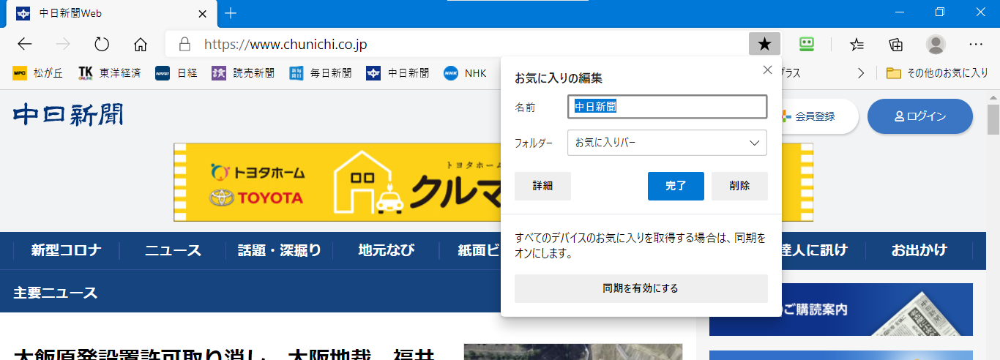 中日新聞Web
https://www.chunichi.co.jp
MPC 松が丘 TK ONLINE 東洋経済 日経 読売新聞 毎日新聞 中日新聞 NHK NHK プラス その他のお気に入り
お気に入りの編集
名前 中日新聞
フォルダー お気に入りバー
詳細 完了 削除
すべてのデバイスのお気に入りを取得する場合は、同期を
オンにします。
同期を有効にする
中日新聞
会員登録 ログイン
トヨタホーム
TOYOTA
トヨタホーム
クルマ
新型コロナ ニュース 話題・深掘り 地元なび 紙面ビ 達人に訊け お出かけ
主要ニュース
のご購読案内
中日新聞
大飯原発設置許可取り消し 大阪地裁 福井